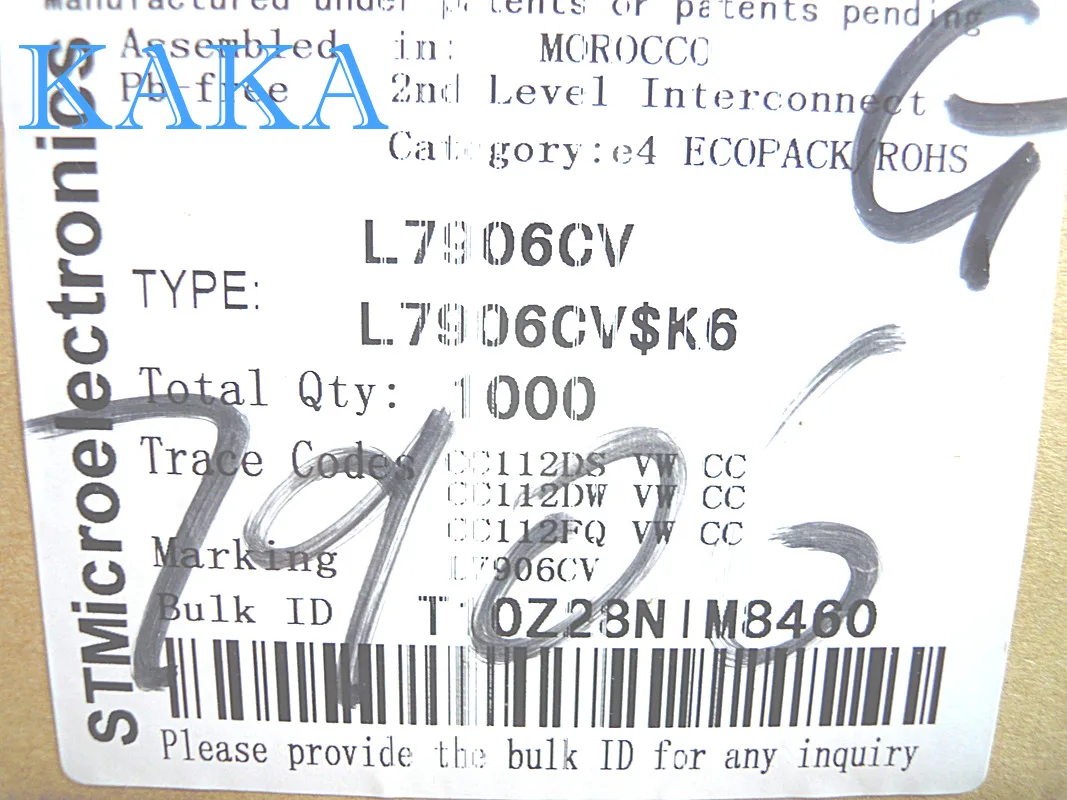 manufactured under patents or patents pending
KAKA
Assembled in: MOROCCO
Pb-free 2nd Level Interconnect
Category:e4 ECOPACK/ROHS
G
STMicroelectronics
L7906CV
TYPE:
L7906CV$K6
Total Qty: 1000
Trace Codes CC112DS VW CC
CC112DW VW CC
CC112FQ VW CC
Marking L7906CV
Bulk ID T10Z28N1M8460
Please provide the bulk ID for any inquiry